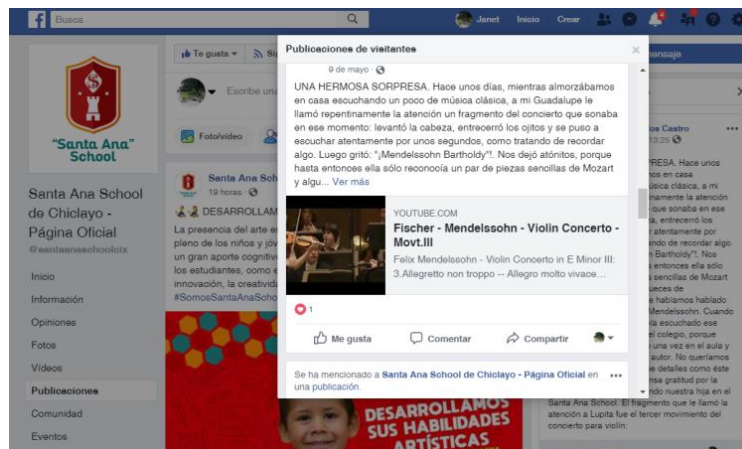 Busca
Janet
Inicio
Crear
"Santa Ana"
School
Santa Ana School
de Chiclayo -
Página Oficial
@santaanaschoolcix
Inicio
Información
Opiniones
Fotos
Vídeos
Publicaciones
Comunidad
Eventos
Te gusta
Escribe una
Foto/vídeo
Santa Ana Sch
19 horas
DESARROLLAM
La presencia del arte e
pleno de los niños y jóv
un gran aporte cognitiv
los estudiantes, como e
innovación, la creativida
#SomosSantaAnaScho
Publicaciones de visitantes
9 de mayo
UNA HERMOSA SORPRESA. Hace unos días, mientras almorzábamos
en casa escuchando un poco de música clásica, a mi Guadalupe le
llamó repentinamente la atención un fragmento del concierto que sonaba
en ese momento: levantó la cabeza, entrecerró los ojitos y se puso a
escuchar atentamente por unos segundos, como tratando de recordar
algo. Luego gritó: "¡Mendelssohn Bartholdy"!. Nos dejó atónitos, porque
hasta entonces ella sólo reconocía un par de piezas sencillas de Mozart
y algu... Ver más
YOUTUBE.COM
Fischer - Mendelssohn - Violin Concerto -
Movt.III
Felix Mendelssohn - Violin Concerto in E Minor III:
3.Allegretto non troppo -- Allegro molto vivace...
1
Me gusta
Comentar
Compartir
Se ha mencionado a Santa Ana School de Chiclayo - Página Oficial en
una publicación.
DESARROLLAMOS
SUS HABILIDADES
ARTÍSTICAS
ensaje
os Castro
13:25
PRESA. Hace unos
mos en casa
úsica clásica, a mi
tinamente la atención
que sonaba en ese
a, entrecerró los
r atentamente por
ando de recordar algo.
n Bartholdy"!. Nos
e entonces ella sólo
s sencillas de Mozart
ueces de
e hablamos hablado
Mendelssohn. Cuando
ía escuchado ese
el colegio, porque
una vez en el aula y
autor. No queríamos
e detalles como éste
nsa gratitud por la
ndo nuestra hija en el
Santa Ana School. El fragmento que le llamó la
atención a Lupita fue el tercer movimiento del
concierto para violín: